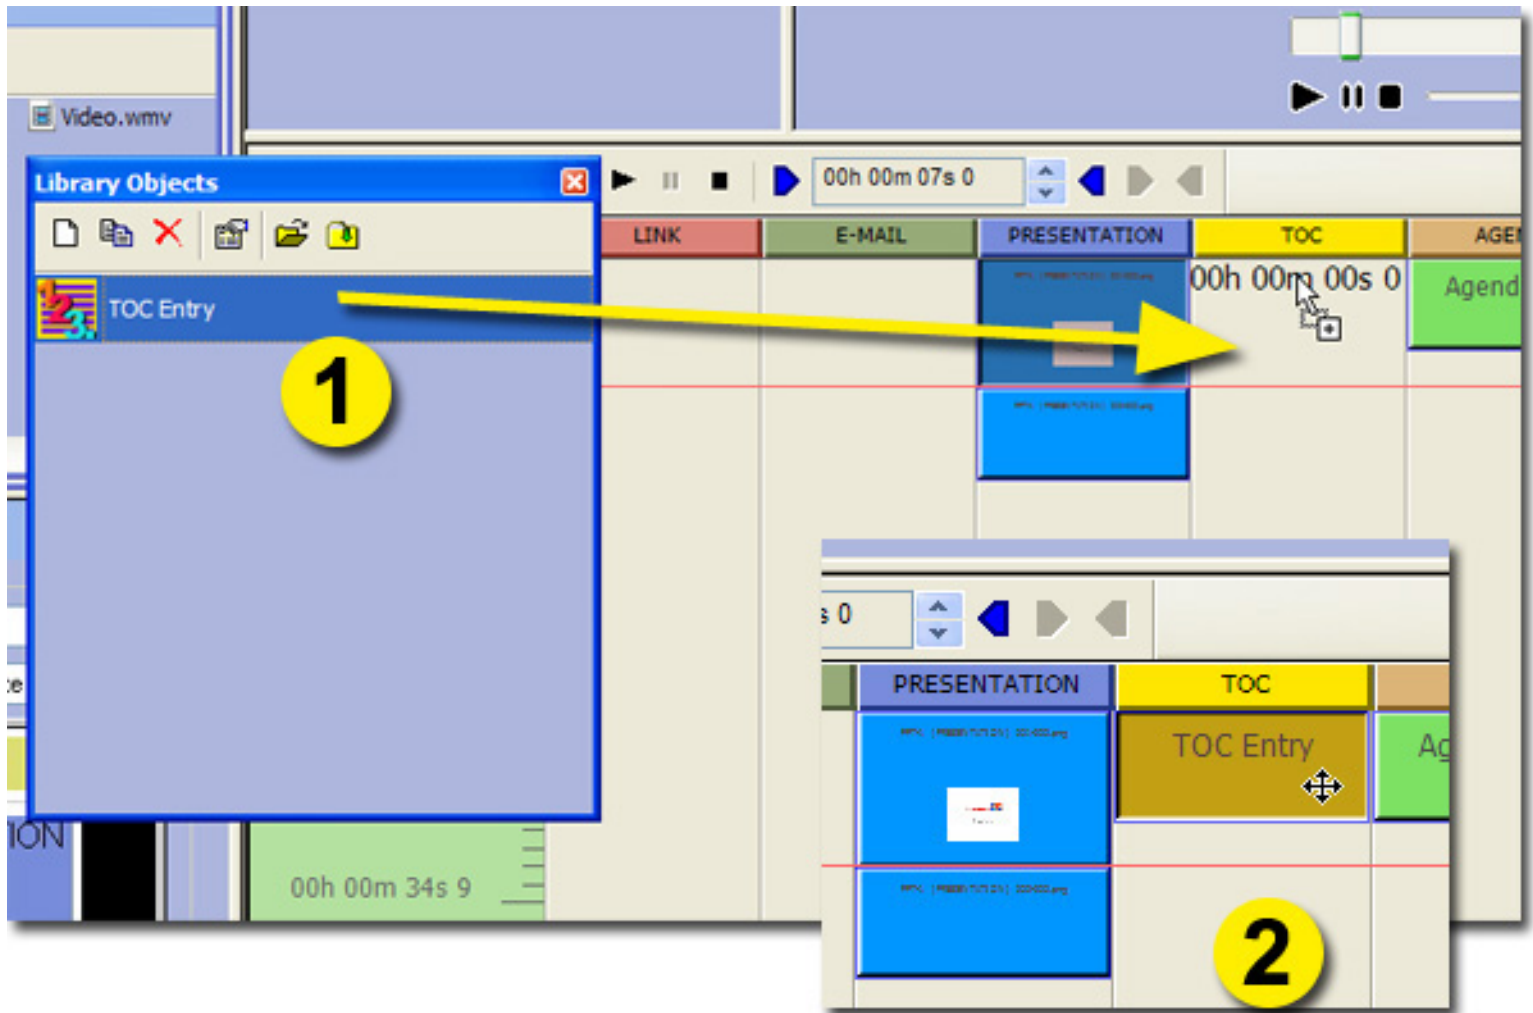 Video.wmv
Library Objects
00h 00m 07s 0
LINK
E-MAIL
PRESENTATION
TOC
AGE
TOC Entry
00h 00m 00s 0
Agend
1
s 0
PRESENTATION
TOC
TOC Entry
Ag
ION
00h 00m 34s 9
2